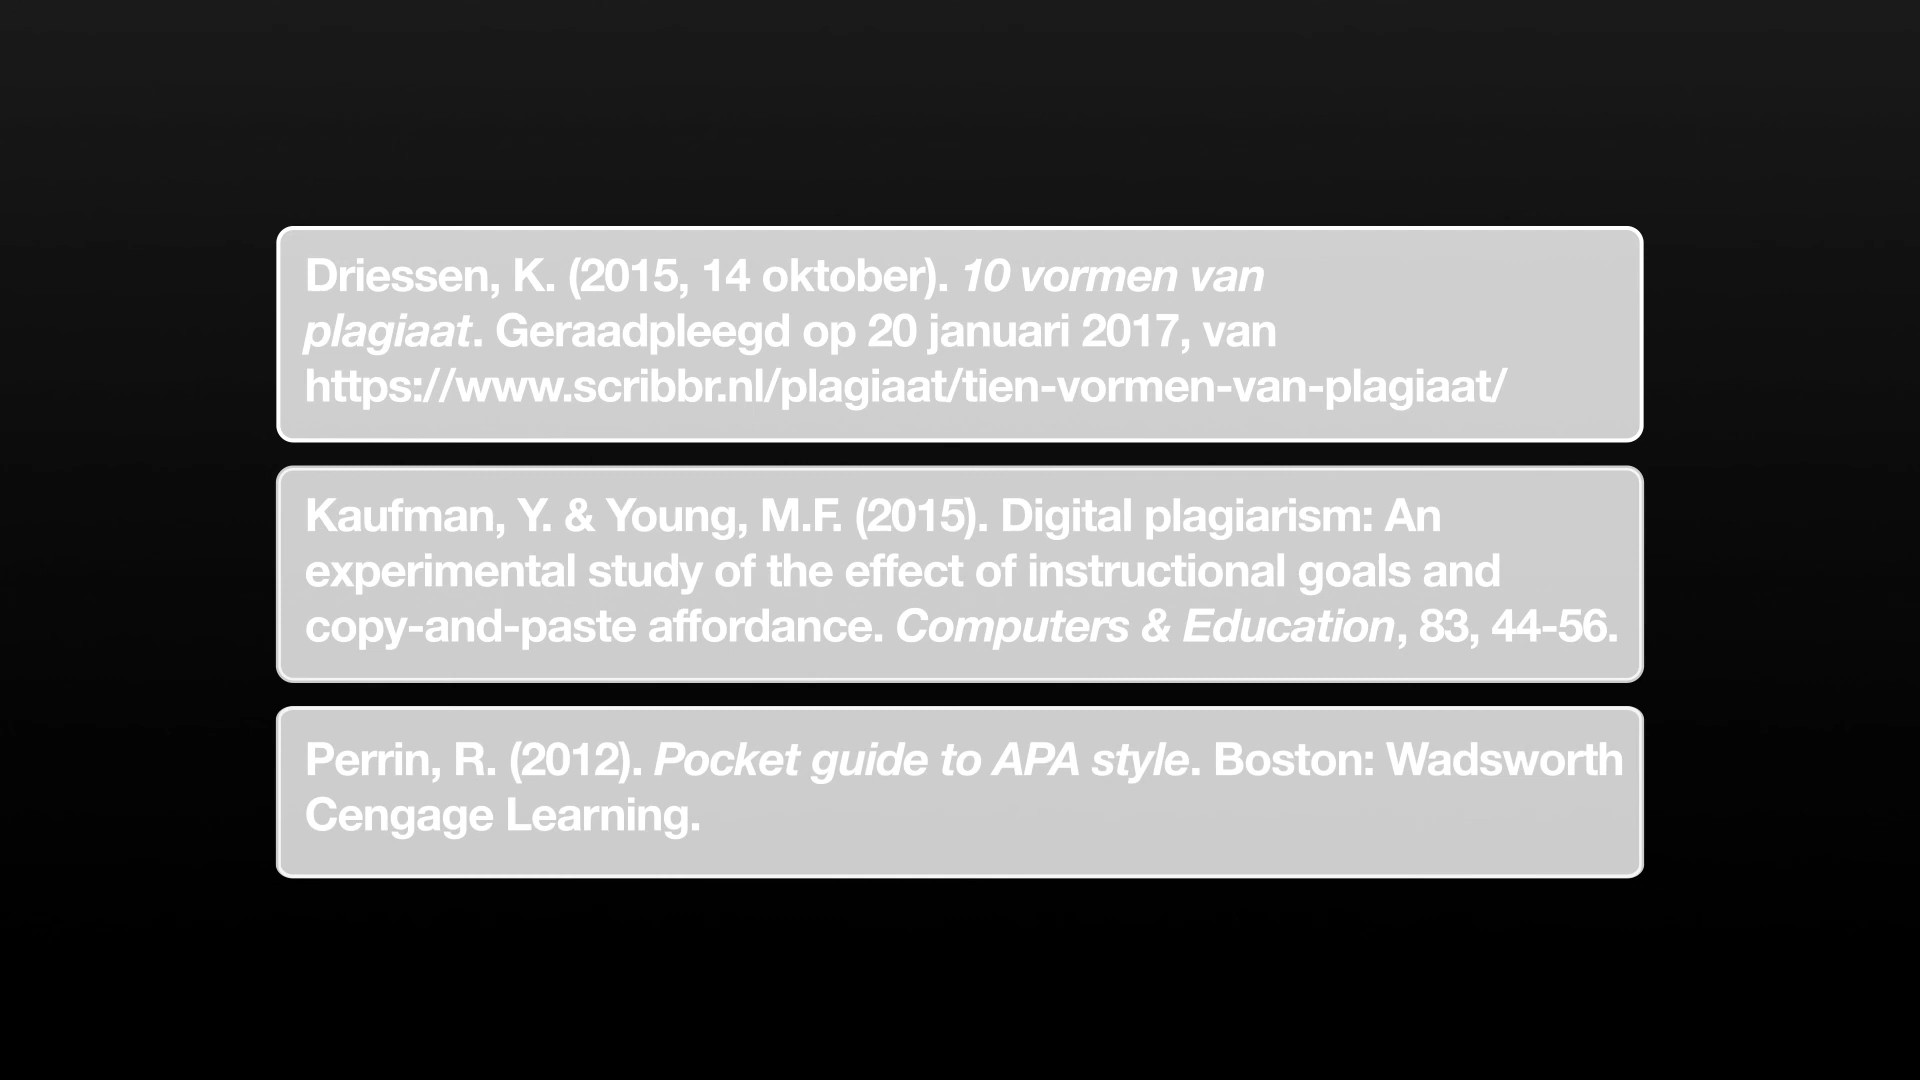 Driessen, K. (2015, 14 oktober). 10 vormen van
plagiaat. Geraadpleegd op 20 januari 2017, van
https://www.scribbr.nl/plagiaat/tien-vormen-van-plagiaat/
Kaufman, Y. & Young, M.F. (2015). Digital plagiarism: An
experimental study of the effect of instructional goals and
copy-and-paste affordance. Computers & Education, 83, 44-56.
Perrin, R. (2012). Pocket guide to APA style. Boston: Wadsworth
Cengage Learning.